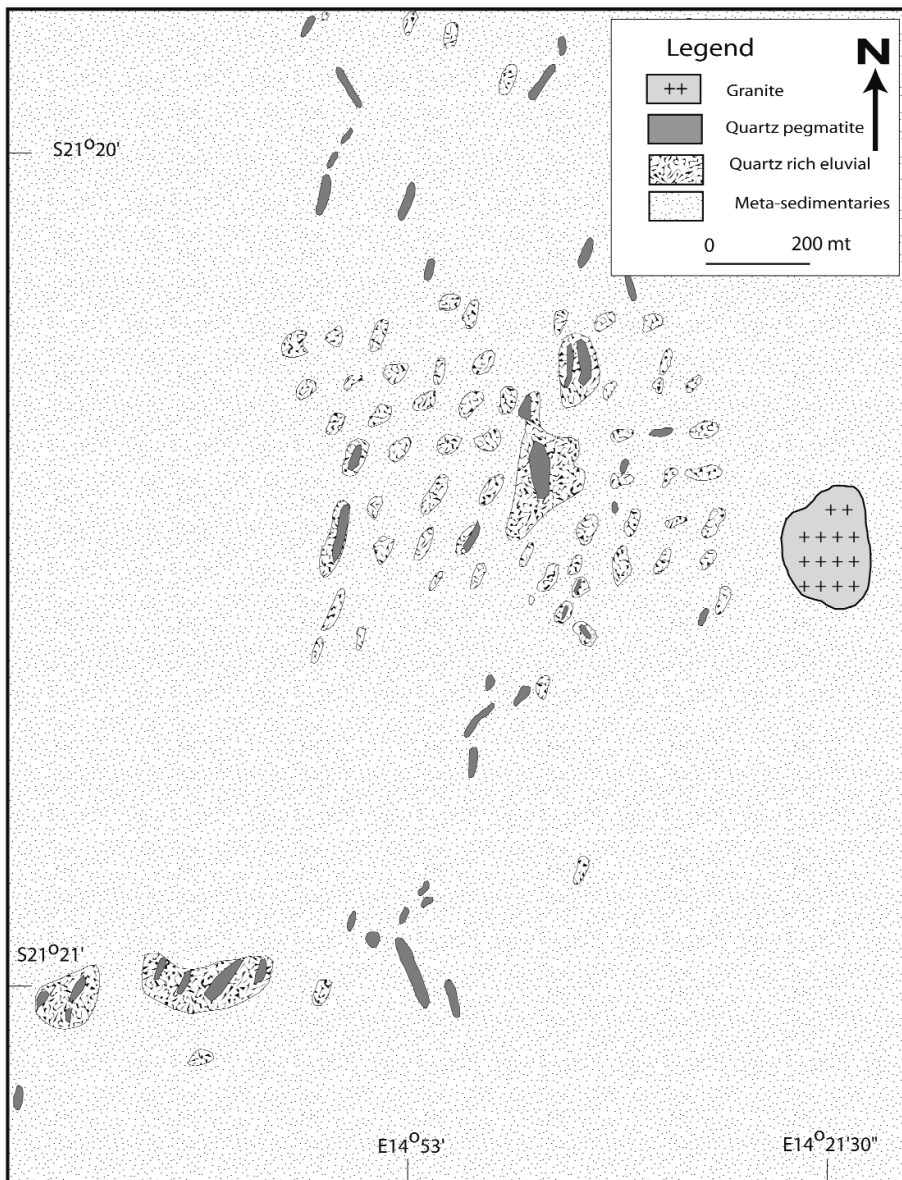 Legend
N
++
Granite
Quartz pegmatite
Quartz rich eluvial
Meta-sedimentaries
0 200 mt
S21°20'
++
++++
++++
++++
S21°21'
E14°53'
E14°21'30"